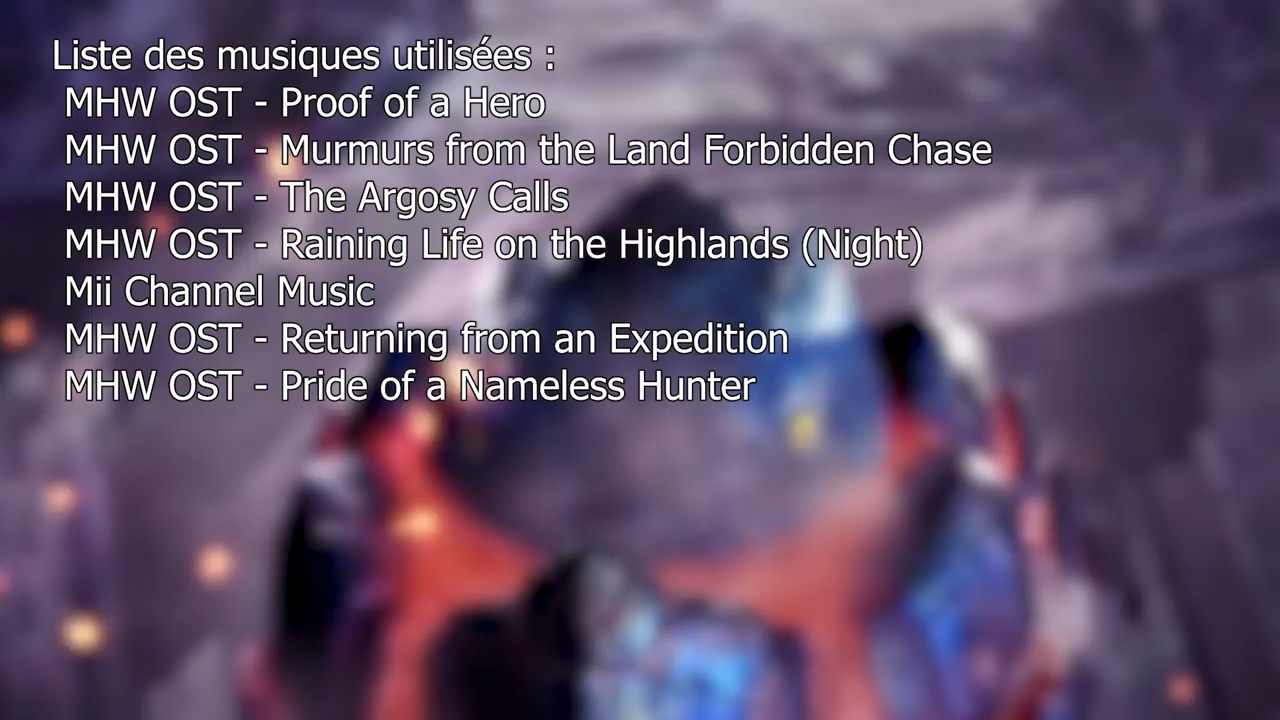 Liste des musiques utilisées :
MHW OST - Proof of a Hero
MHW OST - Murmurs from the Land Forbidden Chase
MHW OST - The Argosy Calls
MHW OST - Raining Life on the Highlands (Night)
Mii Channel Music
MHW OST - Returning from an Expedition
MHW OST - Pride of a Nameless Hunter